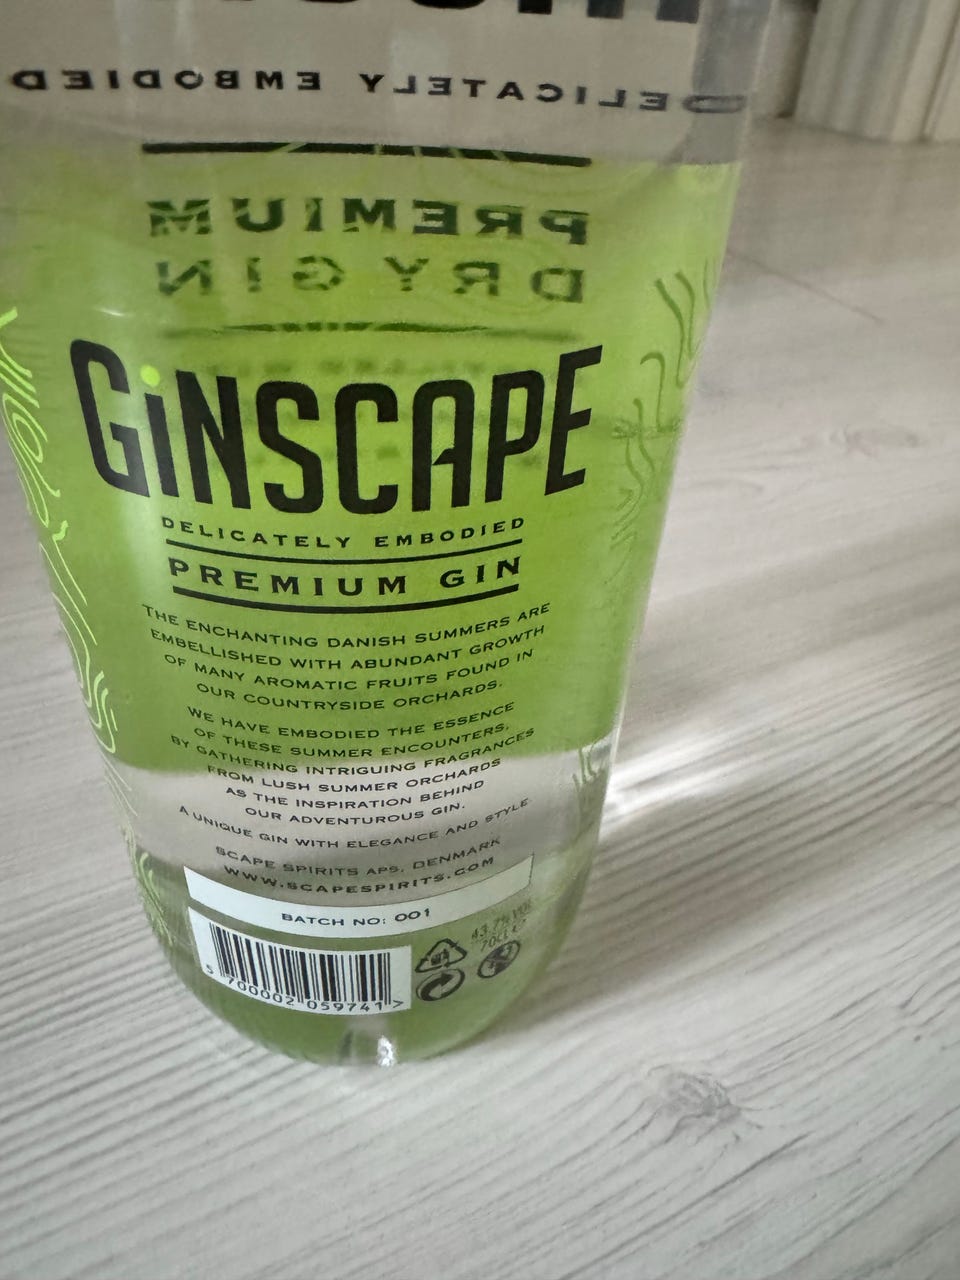 DELICATELY EMBODIED
PREMIUM
DRY GIN
GiNSCAPE
DELICATELY EMBODIED
PREMIUM GIN
THE ENCHANTING DANISH SUMMERS ARE
EMBELLISHED WITH ABUNDANT GROWTH
OF MANY AROMATIC FRUITS FOUND IN
OUR COUNTRYSIDE ORCHARDS.
WE HAVE EMBODIED THE ESSENCE
OF THESE SUMMER ENCOUNTERS,
BY GATHERING INTRIGUING FRAGRANCES
FROM LUSH SUMMER ORCHARDS
AS THE INSPIRATION BEHIND
OUR ADVENTUROUS GIN.
A UNIQUE GIN WITH ELEGANCE AND STYLE
SCAPE SPIRITS APS, DENMARK
WWW.SCAPESPIRITS.COM
BATCH NO: 001
43.7% VOL
70CL e
5 700002 059741 >